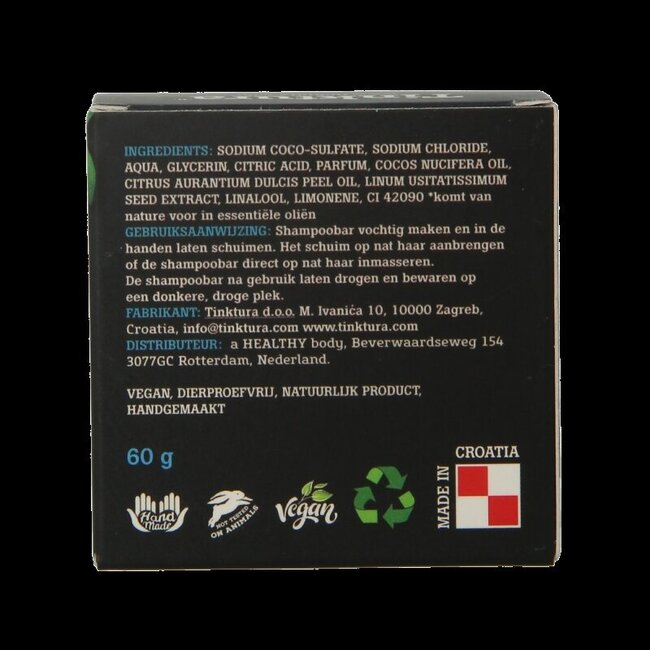 INGREDIENTS: SODIUM COCO-SULFATE, SODIUM CHLORIDE,
AQUA, GLYCERIN, CITRIC ACID, PARFUM, COCOS NUCIFERA OIL,
CITRUS AURANTIUM DULCIS PEEL OIL, LINUM USITATISSIMUM
SEED EXTRACT, LINALOOL, LIMONENE, CI 42090 *komt van
nature voor in essentiële oliën
GEBRUIKSAANWIJZING: Shampoobar vochtig maken en in de
handen laten schuimen. Het schuim op nat haar aanbrengen
of de shampoobar direct op nat haar inmasseren.
De shampoobar na gebruik laten drogen en bewaren op
een donkere, droge plek.
FABRIKANT: Tinktura d.o.o. M. Ivanića 10, 10000 Zagreb,
Croatia, info@tinktura.com www.tinktura.com
DISTRIBUTEUR: a HEALTHY body, Beverwaardseweg 154
3077GC Rotterdam, Nederland.
VEGAN, DIERPROEFVRIJ, NATUURLIJK PRODUCT,
HANDGEMAAKT
60 g
Hand
Made
NOT TESTED
ON ANIMALS
Vegan
MADE IN
CROATIA